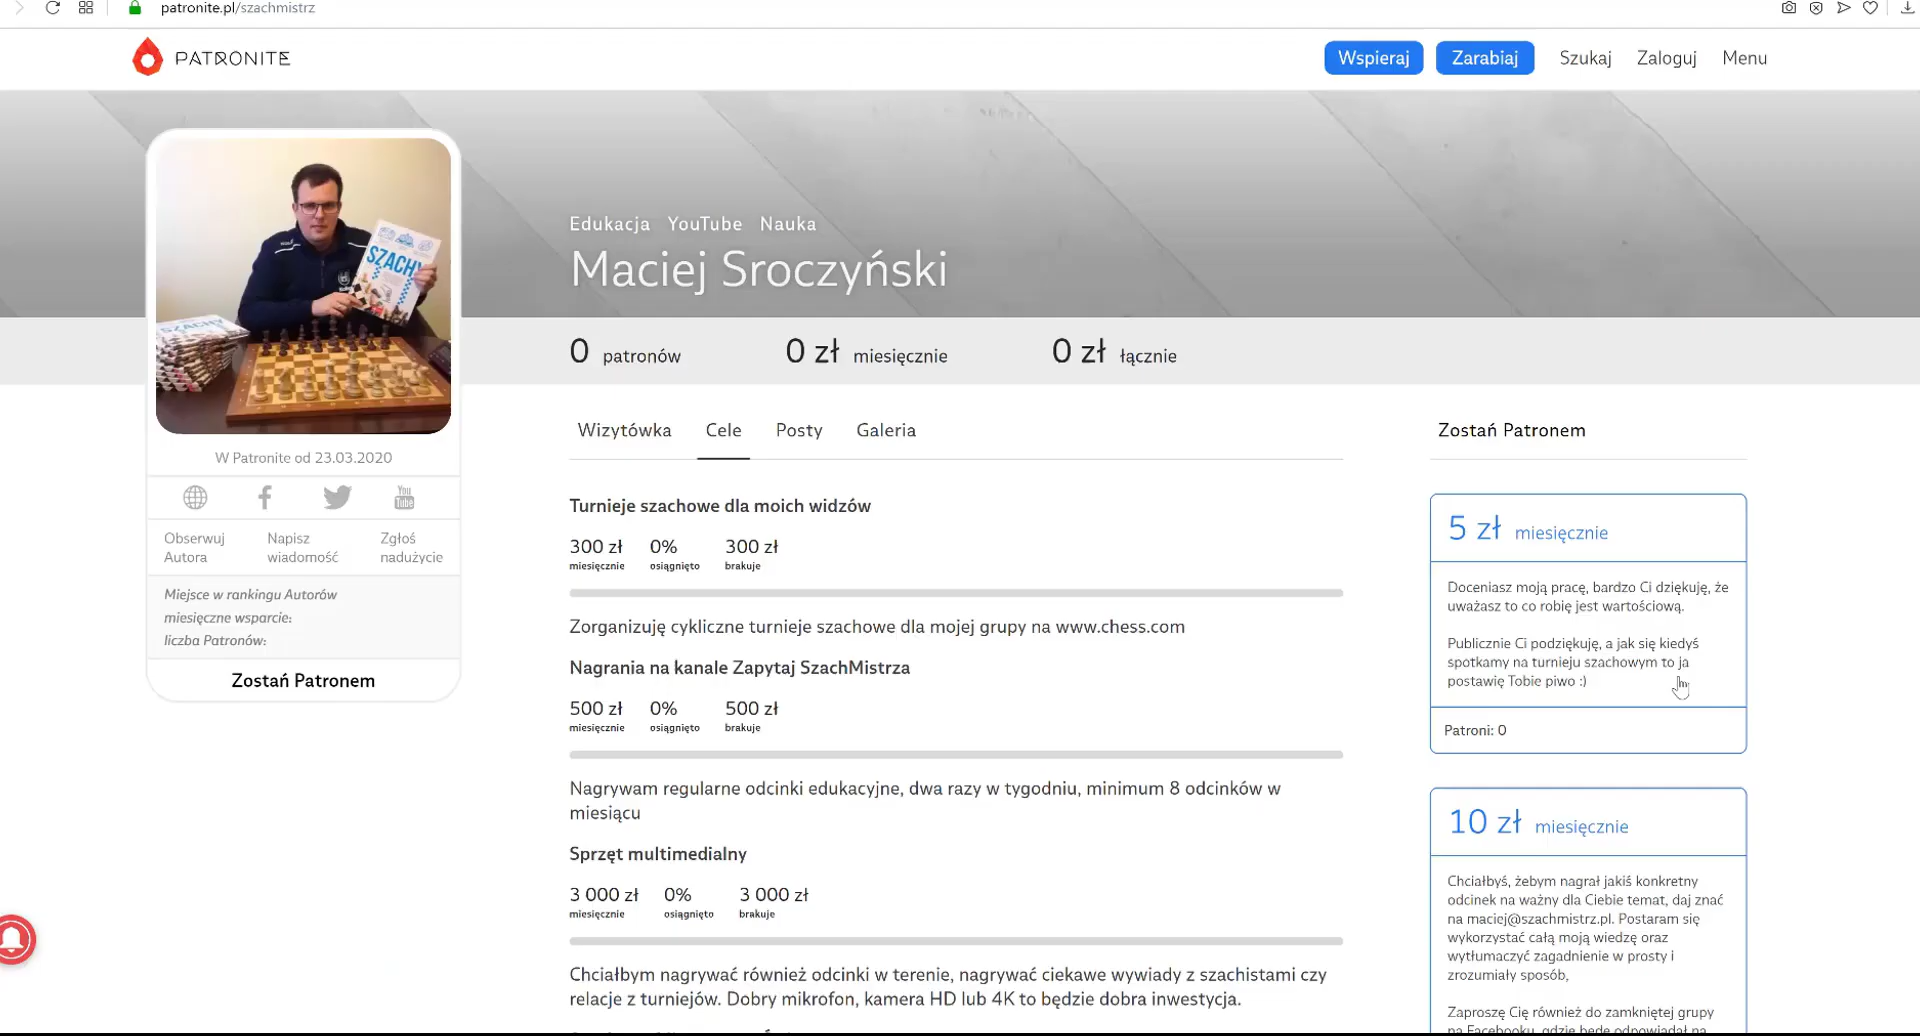 patronite.pl/szachmistrz
PATRONITE
Wspieraj
Zarabiaj
Szukaj
Zaloguj
Menu
SZACHY
Edukacja YouTube Nauka
Maciej Sroczyński
0 patronów
0 zł miesięcznie
0 zł łącznie
W Patronite od 23.03.2020
You
Tube
Obserwuj
Autora
Napisz
wiadomość
Zgłoś
nadużycie
Miejsce w rankingu Autorów
miesięczne wsparcie:
liczba Patronów:
Zostań Patronem
Wizytówka Cele Posty Galeria
Turnieje szachowe dla moich widzów
300 zł 0% 300 zł
miesięcznie osiągnięto brakuje
Zorganizuję cykliczne turnieje szachowe dla mojej grupy na www.chess.com
Nagrania na kanale Zapytaj SzachMistrza
500 zł 0% 500 zł
miesięcznie osiągnięto brakuje
Nagrywam regularne odcinki edukacyjne, dwa razy w tygodniu, minimum 8 odcinków w
miesiącu
Sprzęt multimedialny
3 000 zł 0% 3 000 zł
miesięcznie osiągnięto brakuje
Chciałbym nagrywać również odcinki w terenie, nagrywać ciekawe wywiady z szachistami czy
relacje z turniejów. Dobry mikrofon, kamera HD lub 4K to będzie dobra inwestycja.
Zostań Patronem
5 zł miesięcznie
Doceniasz moją pracę, bardzo Ci dziękuję, że
uważasz to co robię jest wartościową.
Publicznie Ci podziękuję, a jak się kiedyś
spotkamy na turnieju szachowym to ja
postawię Tobie piwo :)
Patroni: 0
10 zł miesięcznie
Chciałbyś, żebym nagrał jakiś konkretny
odcinek na ważny dla Ciebie temat, daj znać
na maciej@szachmistrz.pl. Postaram się
wykorzystać całą moją wiedzę oraz
wytłumaczyć zagadnienie w prosty i
zrozumiały sposób,
Zaproszę Cię również do zamkniętej grupy
na Facebooku, gdzie będę odpowiadał na